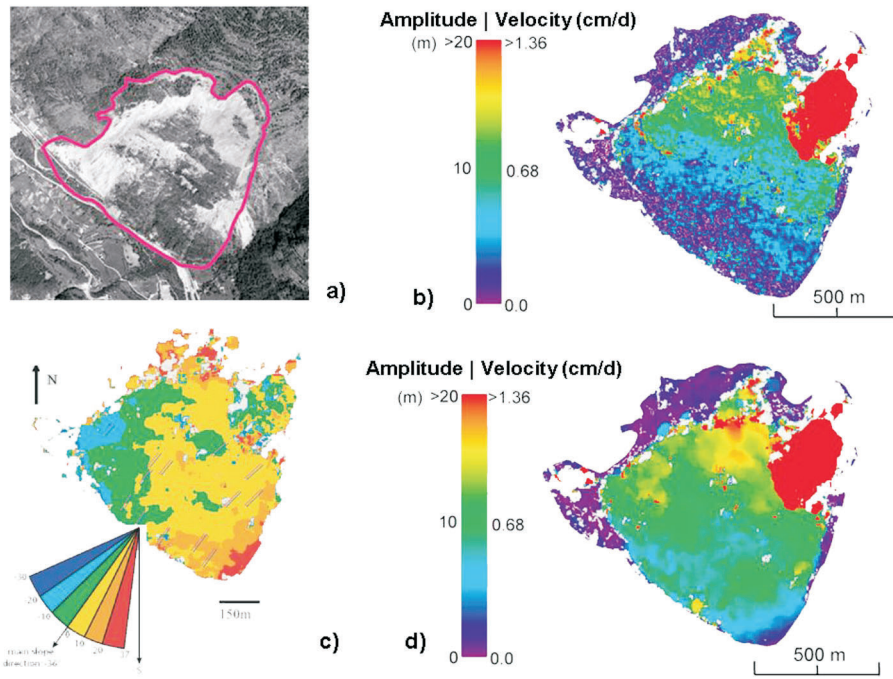 a)
Amplitude | Velocity (cm/d)
(m) >20 >1.36
10 0.68
0 0.0
b)
500 m
N
-30
-20
-10
0
10
20
27
main slope
direction -36°
S
150m
c)
Amplitude | Velocity (cm/d)
(m) >20 >1.36
10 0.68
0 0.0
d)
500 m